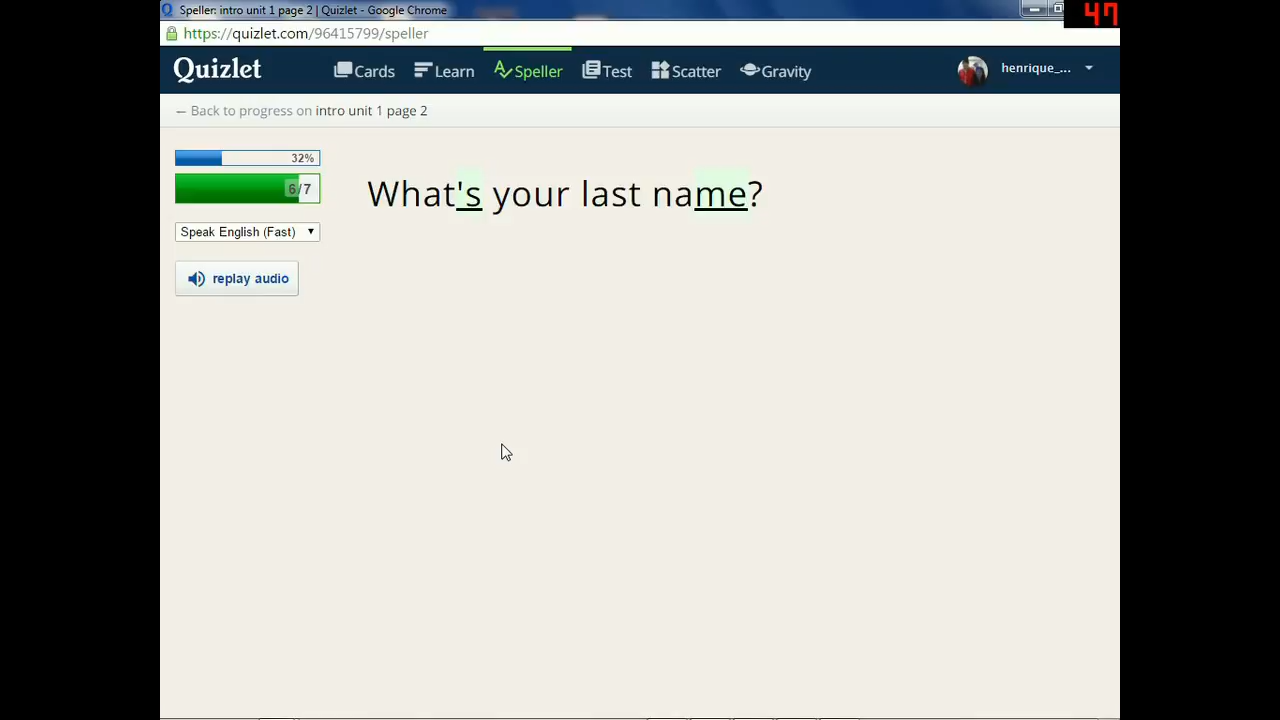 Speller: intro unit 1 page 2 | Quizlet - Google Chrome
47
https://quizlet.com/96415799/speller
Quizlet Cards Learn Speller Test Scatter Gravity henrique_...
— Back to progress on intro unit 1 page 2
32%
6/7
What's your last name?
Speak English (Fast)
replay audio